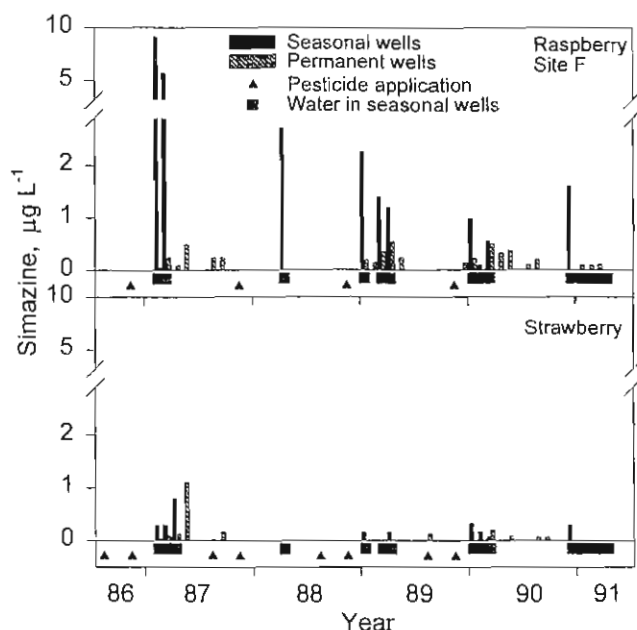 10
Seasonal wells
Raspberry
Site F
Permanent wells
5
Pesticide application
Water in seasonal wells
2
1
0
Simazine, µg L-1
10
Strawberry
5
2
1
0
86 87 88 89 90 91
Year